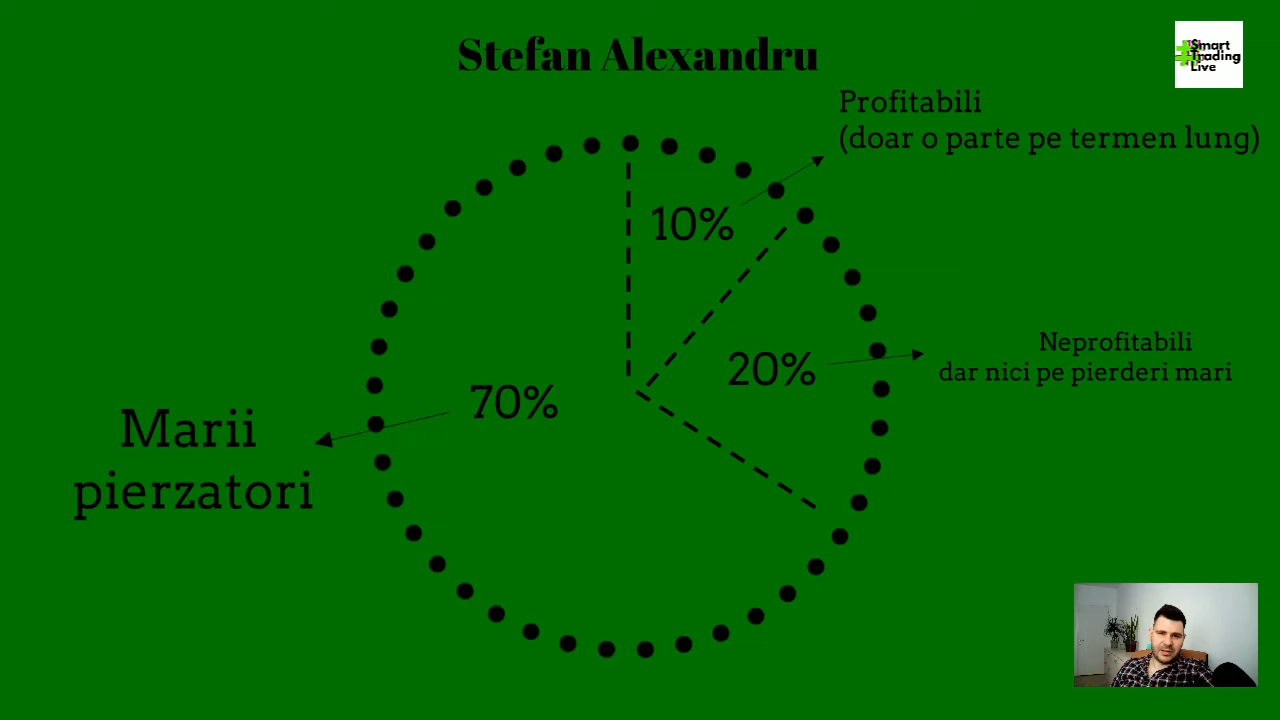 Stefan Alexandru
#Smart
Trading
Live
Profitabili
(doar o parte pe termen lung)
10%
20%
Neprofitabili
dar nici pe pierderi mari
70%
Marii
pierzatori